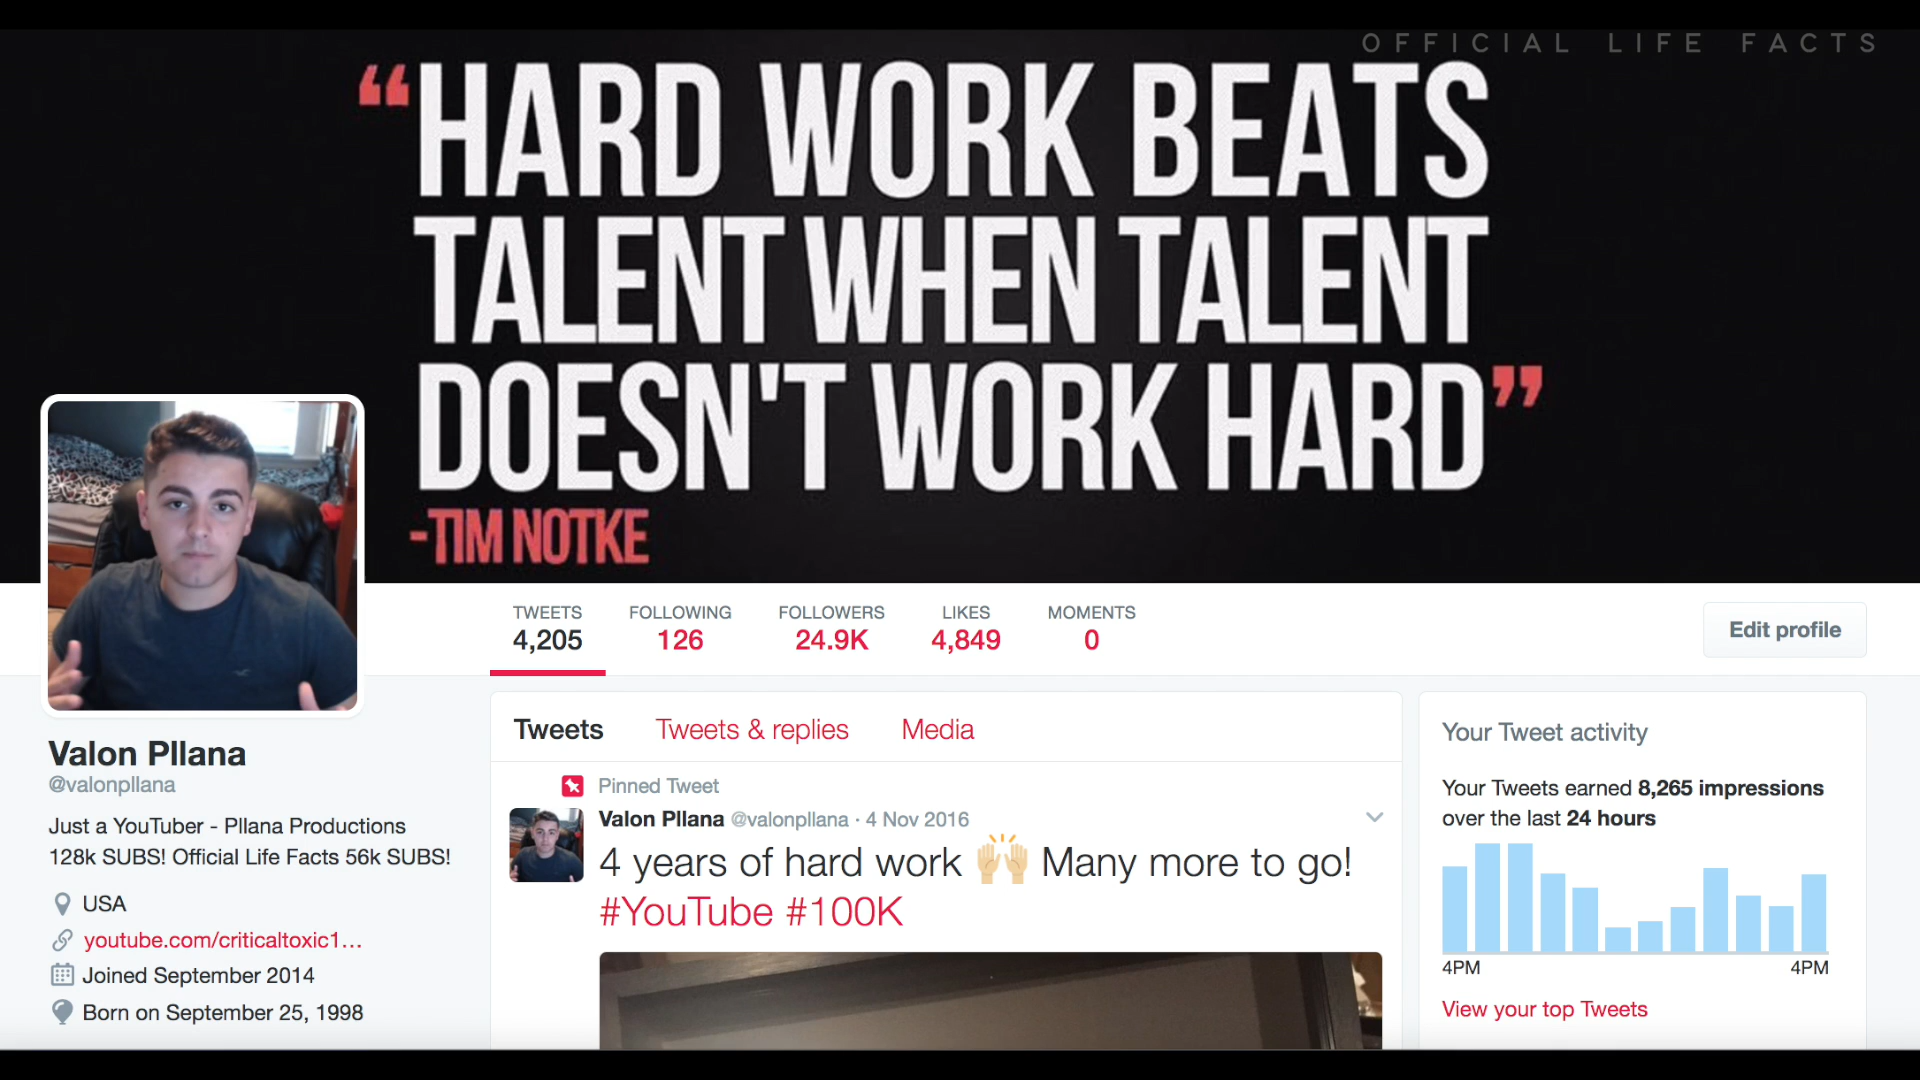 OFFICIAL LIFE FACTS
“HARD WORK BEATS
TALENT WHEN TALENT
DOESN'T WORK HARD”
-TIM NOTKE
TWEETS
4,205
FOLLOWING
126
FOLLOWERS
24.9K
LIKES
4,849
MOMENTS
0
Edit profile
Valon Pllana
@valonpllana
Just a YouTuber - Pllana Productions
128k SUBS! Official Life Facts 56k SUBS!
USA
youtube.com/criticaltoxic1...
Joined September 2014
Born on September 25, 1998
Tweets Tweets & replies Media
Pinned Tweet
Valon Pllana @valonpllana · 4 Nov 2016
4 years of hard work 🙌🏼 Many more to go!
#YouTube #100K
Your Tweet activity
Your Tweets earned 8,265 impressions
over the last 24 hours
4PM 4PM
View your top Tweets